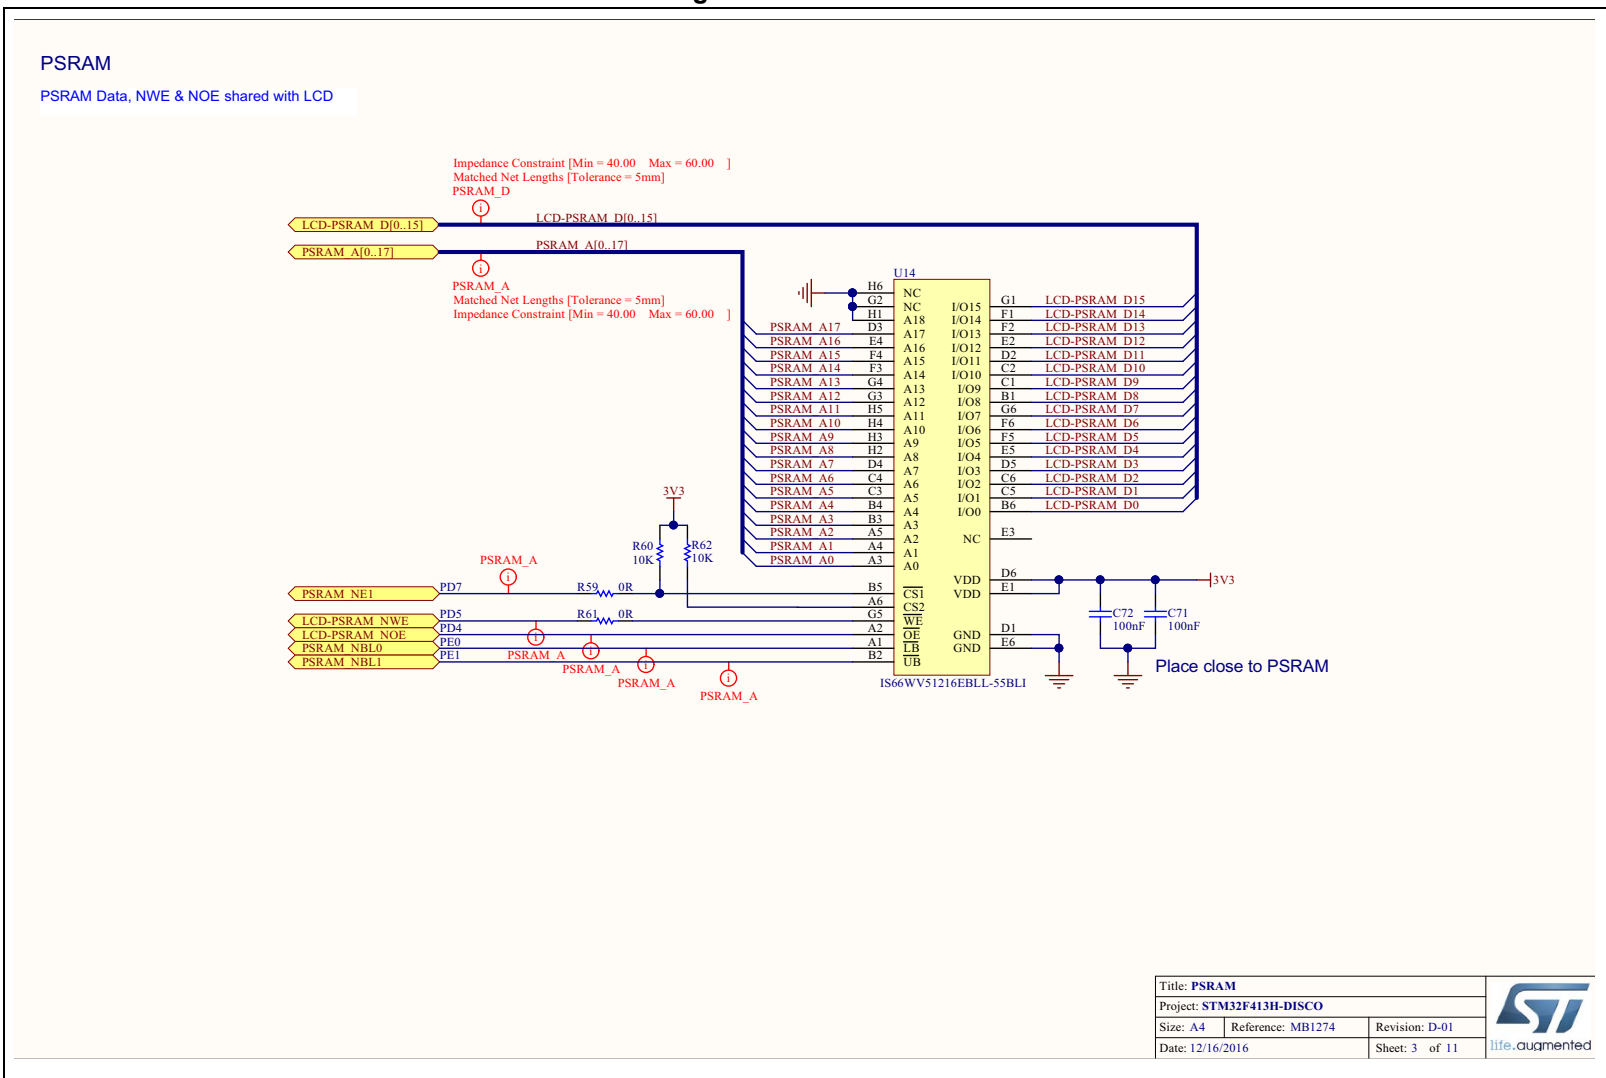 PSRAM
PSRAM Data, NWE & NOE shared with LCD
Impedance Constraint [Min = 40.00 Max = 60.00 ]
Matched Net Lengths [Tolerance = 5mm]
PSRAM_D
i
LCD-PSRAM_D[0..15] LCD-PSRAM_D[0..15]
PSRAM_A[0..17] PSRAM_A[0..17]
i
PSRAM_A
Matched Net Lengths [Tolerance = 5mm]
Impedance Constraint [Min = 40.00 Max = 60.00 ]
U14
H6 NC
G2 NC I/O15 G1 LCD-PSRAM_D15
H1 A18 I/O14 F1 LCD-PSRAM_D14
PSRAM_A17 D3 A17 I/O13 F2 LCD-PSRAM_D13
PSRAM_A16 E4 A16 I/O12 E2 LCD-PSRAM_D12
PSRAM_A15 F4 A15 I/O11 D2 LCD-PSRAM_D11
PSRAM_A14 F3 A14 I/O10 C2 LCD-PSRAM_D10
PSRAM_A13 G4 A13 I/O9 C1 LCD-PSRAM_D9
PSRAM_A12 G3 A12 I/O8 B1 LCD-PSRAM_D8
PSRAM_A11 H5 A11 I/O7 G6 LCD-PSRAM_D7
PSRAM_A10 H4 A10 I/O6 F6 LCD-PSRAM_D6
PSRAM_A9 H3 A9 I/O5 F5 LCD-PSRAM_D5
PSRAM_A8 H2 A8 I/O4 E5 LCD-PSRAM_D4
PSRAM_A7 D4 A7 I/O3 D5 LCD-PSRAM_D3
PSRAM_A6 C4 A6 I/O2 C6 LCD-PSRAM_D2
PSRAM_A5 C3 A5 I/O1 C5 LCD-PSRAM_D1
PSRAM_A4 B4 A4 I/O0 B6 LCD-PSRAM_D0
PSRAM_A3 B3 A3
PSRAM_A2 A5 A2 NC E3
PSRAM_A1 A4 A1
PSRAM_A0 A3 A0
3V3
R60 R62
10K 10K
PSRAM_A
i
VDD D6 3V3
PSRAM_NE1 PD7 R59 0R B5 CS1 VDD E1
A6 CS2
LCD-PSRAM_NWE PD5 R61 0R G5 WE
LCD-PSRAM_NOE PD4 A2 OE GND D1
PSRAM_NBL0 PE0 A1 LB GND E6
PSRAM_NBL1 PE1 B2 UB
C72 C71
100nF 100nF
i
PSRAM_A
i
PSRAM_A
i
PSRAM_A
i
PSRAM_A
IS66WV51216EBLL-55BLI
Place close to PSRAM
Title: PSRAM
Project: STM32F413H-DISCO
Size: A4 Reference: MB1274 Revision: D-01
Date: 12/16/2016 Sheet: 3 of 11
ST
life.augmented